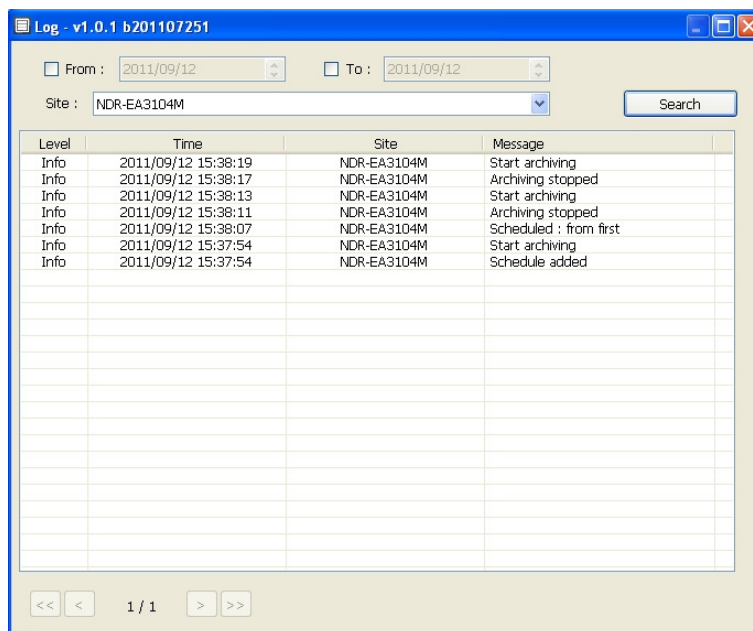 Log - v1.0.1 b201107251
From : 2011/09/12 To : 2011/09/12
Site : NDR-EA3104M Search
Level Time Site Message
Info 2011/09/12 15:38:19 NDR-EA3104M Start archiving
Info 2011/09/12 15:38:17 NDR-EA3104M Archiving stopped
Info 2011/09/12 15:38:13 NDR-EA3104M Start archiving
Info 2011/09/12 15:38:11 NDR-EA3104M Archiving stopped
Info 2011/09/12 15:38:07 NDR-EA3104M Scheduled : from first
Info 2011/09/12 15:37:54 NDR-EA3104M Start archiving
Info 2011/09/12 15:37:54 NDR-EA3104M Schedule added
<< < 1 / 1 > >>